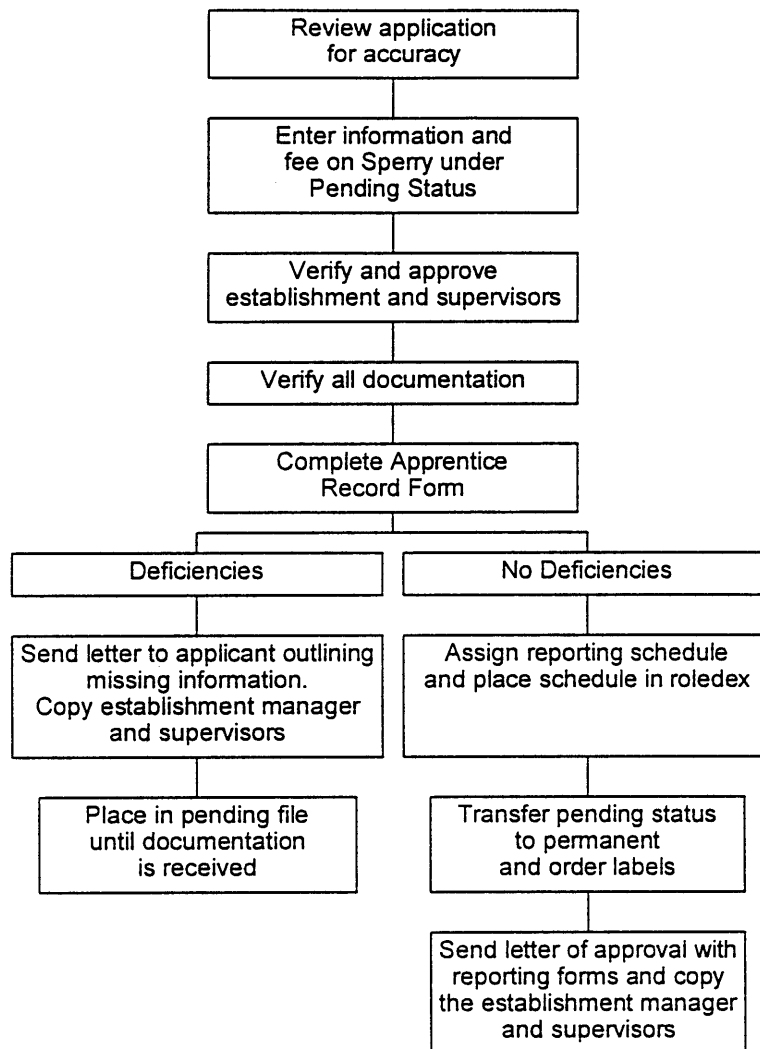 Review application
for accuracy
Enter information and
fee on Sperry under
Pending Status
Verify and approve
establishment and supervisors
Verify all documentation
Complete Apprentice
Record Form
Deficiencies
No Deficiencies
Send letter to applicant outlining
missing information.
Copy establishment manager
and supervisors
Assign reporting schedule
and place schedule in roledex
Place in pending file
until documentation
is received
Transfer pending status
to permanent
and order labels
Send letter of approval with
reporting forms and copy
the establishment manager
and supervisors